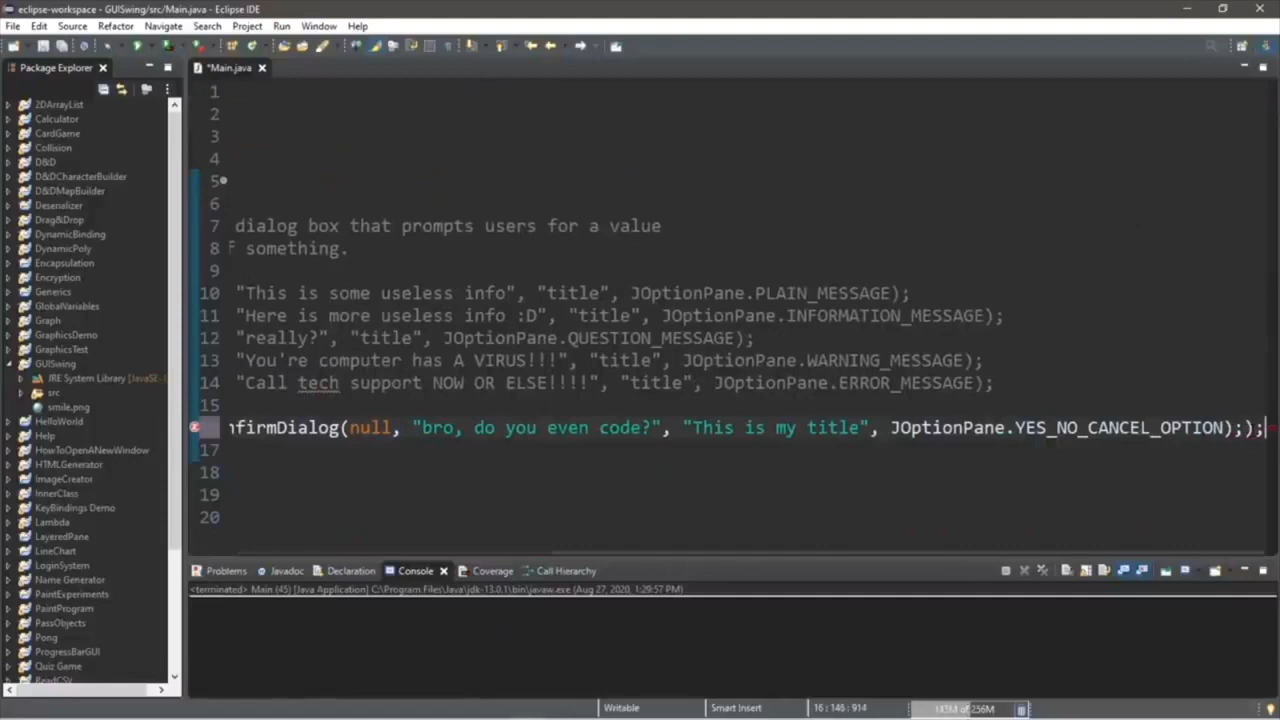 eclipse-workspace - GUISwing/src/Main.java - Eclipse IDE
File Edit Source Refactor Navigate Search Project Run Window Help
Package Explorer
*Main.java
2DArrayList
Calculator
CardGame
Collision
D&D
D&DCharacterBuilder
D&DMapBuilder
Deserializer
Drag&Drop
DynamicBinding
DynamicPoly
Encapsulation
Encryption
Generics
GlobalVariables
Graph
GraphicsDemo
GraphicsTest
GUISwing
JRE System Library [JavaSE-
src
smile.png
HelloWorld
Help
HowToOpenANewWindow
HTMLGenerator
ImageCreator
InnerClass
KeyBindings Demo
Lambda
LayeredPane
LineChart
LoginSystem
Name Generator
PaintExperiments
PaintProgram
PassObjects
Pong
ProgressBarGUI
Quiz Game
ReadCSV
1
2
3
4
5
6
7 dialog box that prompts users for a value
8 f something.
9
10 "This is some useless info", "title", JOptionPane.PLAIN_MESSAGE);
11 "Here is more useless info :D", "title", JOptionPane.INFORMATION_MESSAGE);
12 "really?", "title", JOptionPane.QUESTION_MESSAGE);
13 "You're computer has A VIRUS!!!", "title", JOptionPane.WARNING_MESSAGE);
14 "Call tech support NOW OR ELSE!!!!", "title", JOptionPane.ERROR_MESSAGE);
15
nfirmDialog(null, "bro, do you even code?", "This is my title", JOptionPane.YES_NO_CANCEL_OPTION););
17
18
19
20
Problems Javadoc Declaration Console Coverage Call Hierarchy
<terminated> Main (45) [Java Application] C:\Program Files\Java\jdk-13.0.1\bin\javaw.exe (Aug 27, 2020, 1:29:57 PM)
Writable Smart Insert 16 : 146 : 914 of 256M